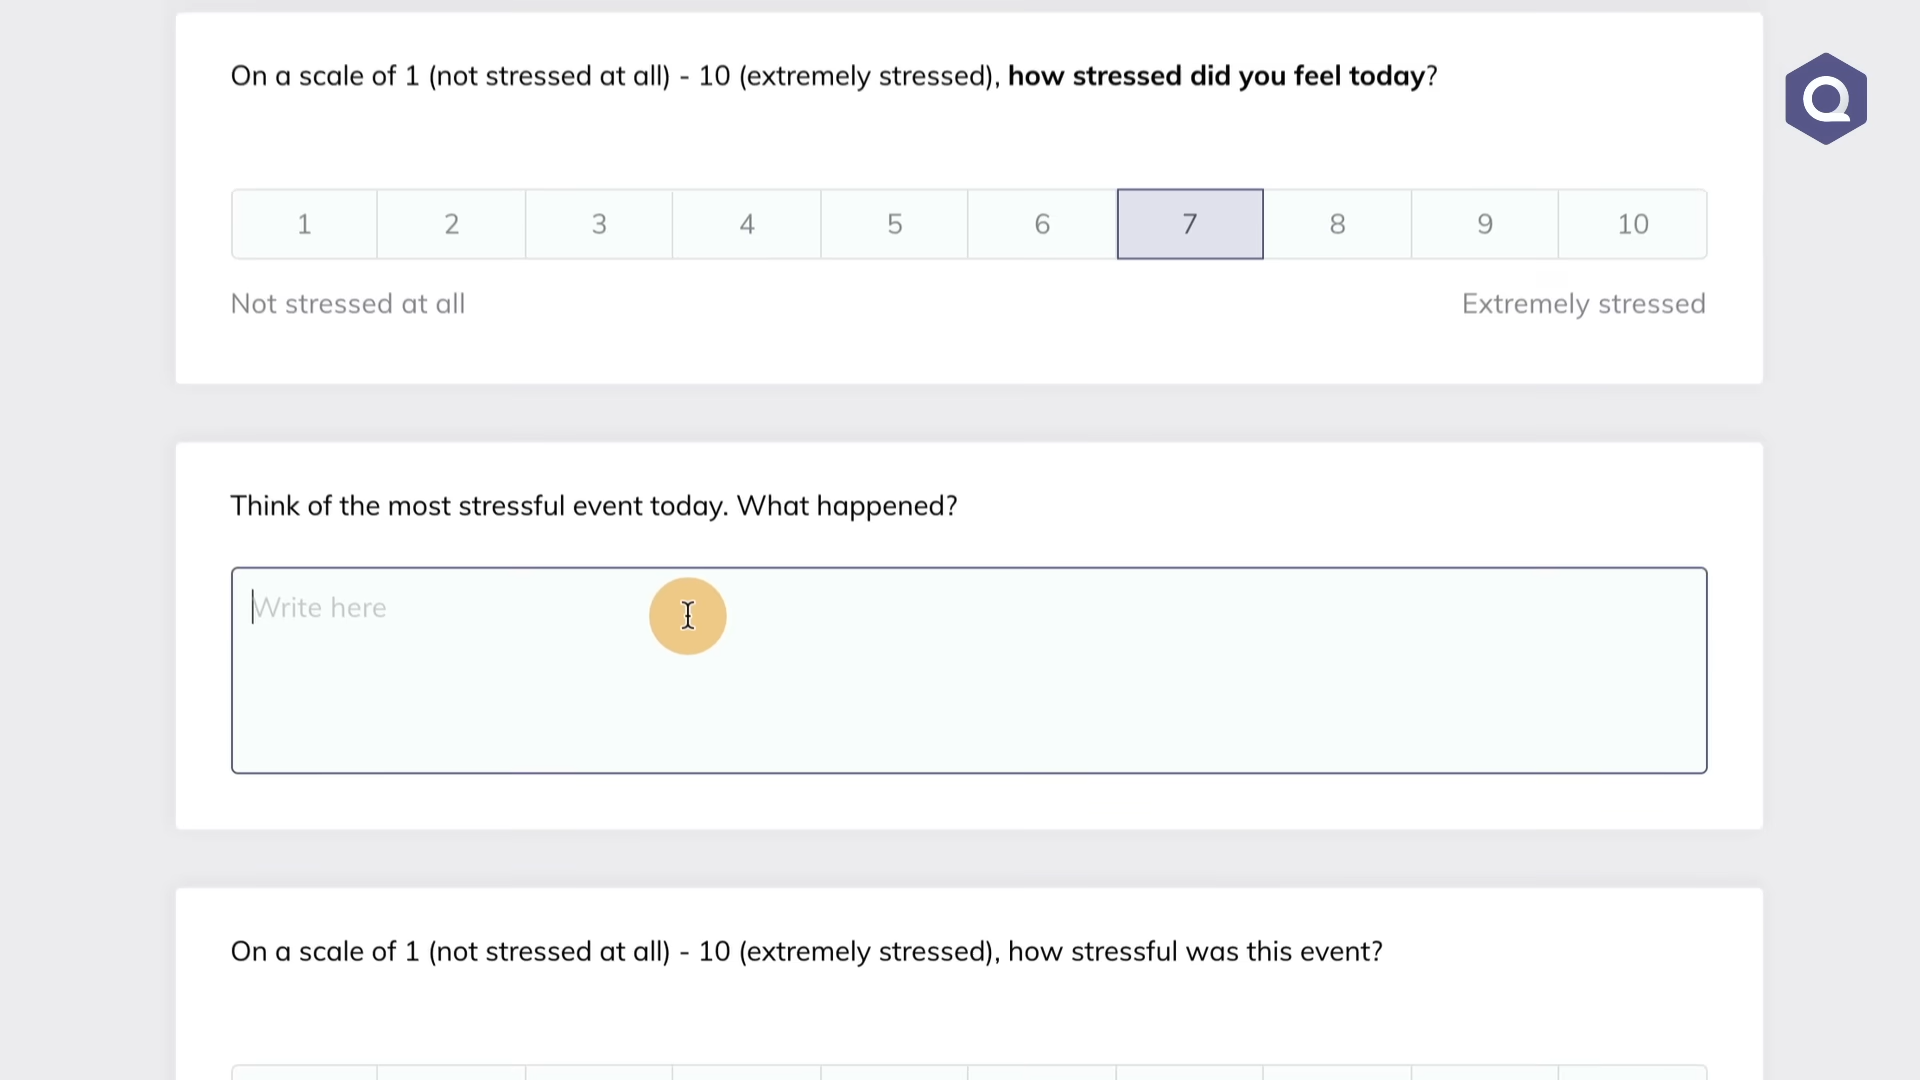 On a scale of 1 (not stressed at all) - 10 (extremely stressed), how stressed did you feel today?
1 2 3 4 5 6 7 8 9 10
Not stressed at all Extremely stressed
Think of the most stressful event today. What happened?
Write here
On a scale of 1 (not stressed at all) - 10 (extremely stressed), how stressful was this event?